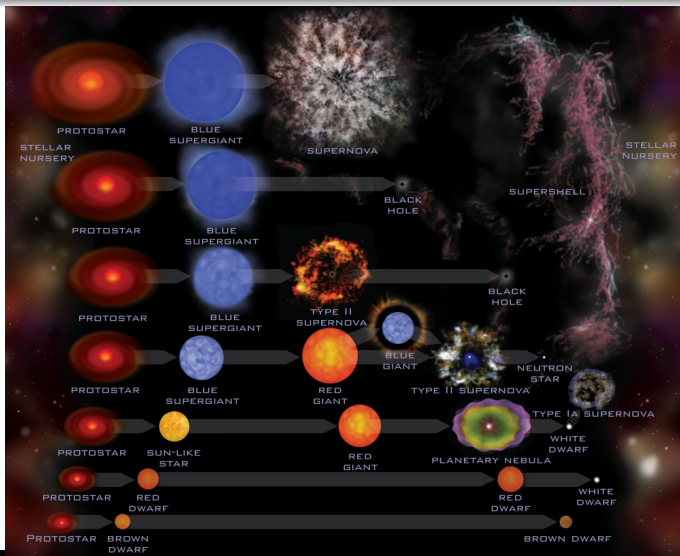 PROTOSTAR
BLUE
SUPERGIANT
SUPERNOVA
STELLAR
NURSERY
STELLAR
NURSERY
PROTOSTAR
BLUE
SUPERGIANT
BLACK
HOLE
SUPERSHELL
PROTOSTAR
BLUE
SUPERGIANT
TYPE II
SUPERNOVA
BLACK
HOLE
PROTOSTAR
BLUE
SUPERGIANT
RED
GIANT
BLUE
GIANT
TYPE II SUPERNOVA
NEUTRON
STAR
TYPE IA SUPERNOVA
PROTOSTAR
SUN-LIKE
STAR
RED
GIANT
PLANETARY NEBULA
WHITE
DWARF
PROTOSTAR
RED
DWARF
RED
DWARF
WHITE
DWARF
PROTOSTAR
BROWN
DWARF
BROWN DWARF